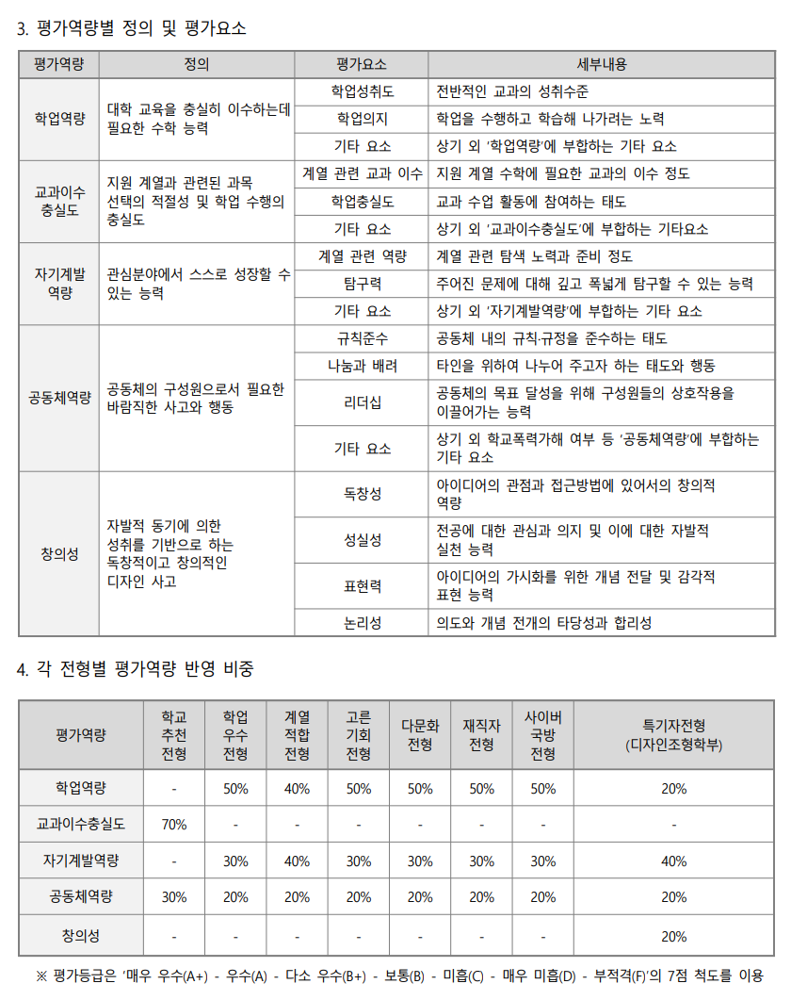 3. 평가역량별 정의 및 평가요소
평가역량 정의 평가요소 세부내용
학업역량
대학 교육을 충실히 이수하는데
필요한 수학 능력
학업성취도 전반적인 교과의 성취수준
학업의지 학업을 수행하고 학습해 나가려는 노력
기타 요소 상기 외 '학업역량'에 부합하는 기타 요소
교과이수
충실도
지원 계열과 관련된 과목
선택의 적절성 및 학업 수행의
충실도
계열 관련 교과 이수 지원 계열 수학에 필요한 교과의 이수 정도
학업충실도 교과 수업 활동에 참여하는 태도
기타 요소 상기 외 '교과이수충실도'에 부합하는 기타요소
자기계발
역량
관심분야에서 스스로 성장할 수
있는 능력
계열 관련 역량 계열 관련 탐색 노력과 준비 정도
탐구력 주어진 문제에 대해 깊고 폭넓게 탐구할 수 있는 능력
기타 요소 상기 외 '자기계발역량'에 부합하는 기타 요소
공동체역량
공동체의 구성원으로서 필요한
바람직한 사고와 행동
규칙준수 공동체 내의 규칙·규정을 준수하는 태도
나눔과 배려 타인을 위하여 나누어 주고자 하는 태도와 행동
리더십
공동체의 목표 달성을 위해 구성원들의 상호작용을
이끌어가는 능력
기타 요소
상기 외 학교폭력가해 여부 등 '공동체역량'에 부합하는
기타 요소
창의성
자발적 동기에 의한
성취를 기반으로 하는
독창적이고 창의적인
디자인 사고
독창성
아이디어의 관점과 접근방법에 있어서의 창의적
역량
성실성
전공에 대한 관심과 의지 및 이에 대한 자발적
실천 능력
표현력
아이디어의 가시화를 위한 개념 전달 및 감각적
표현 능력
논리성 의도와 개념 전개의 타당성과 합리성
4. 각 전형별 평가역량 반영 비중
평가역량
학교
추천
전형
학업
우수
전형
계열
적합
전형
고른
기회
전형
다문화
전형
재직자
전형
사이버
국방
전형
특기자전형
(디자인조형학부)
학업역량 - 50% 40% 50% 50% 50% 50% 20%
교과이수충실도 70% - - - - - - -
자기계발역량 - 30% 40% 30% 30% 30% 30% 40%
공동체역량 30% 20% 20% 20% 20% 20% 20% 20%
창의성 - - - - - - - 20%
※ 평가등급은 '매우 우수(A+) - 우수(A) - 다소 우수(B+) - 보통(B) - 미흡(C) - 매우 미흡(D) - 부적격(F)'의 7점 척도를 이용